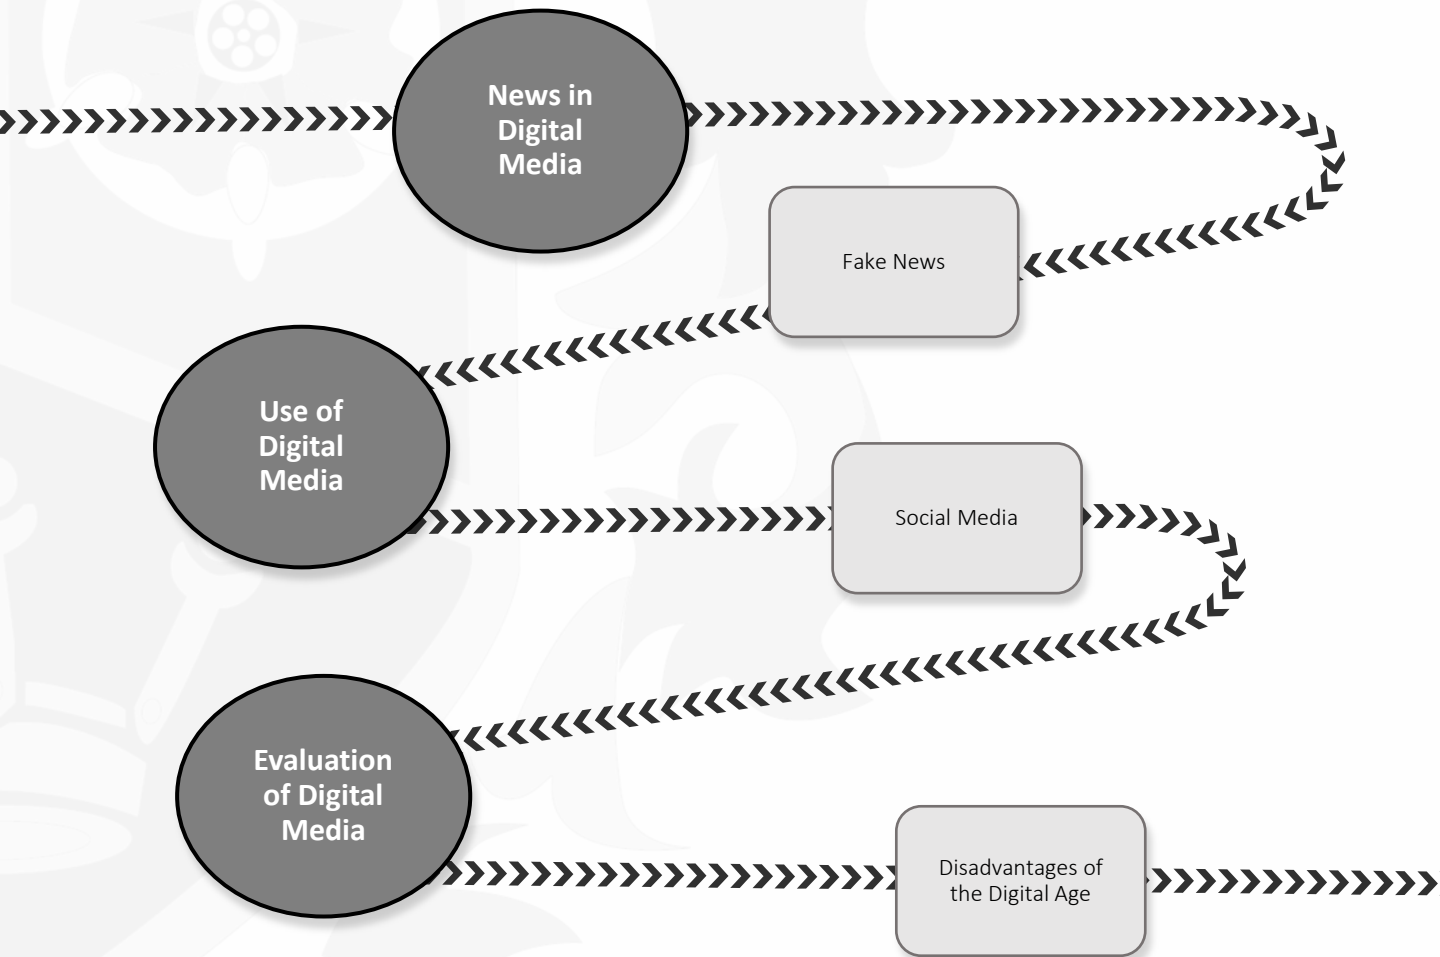 News in
Digital
Media
Fake News
Use of
Digital
Media
Social Media
Evaluation
of Digital
Media
Disadvantages of
the Digital Age